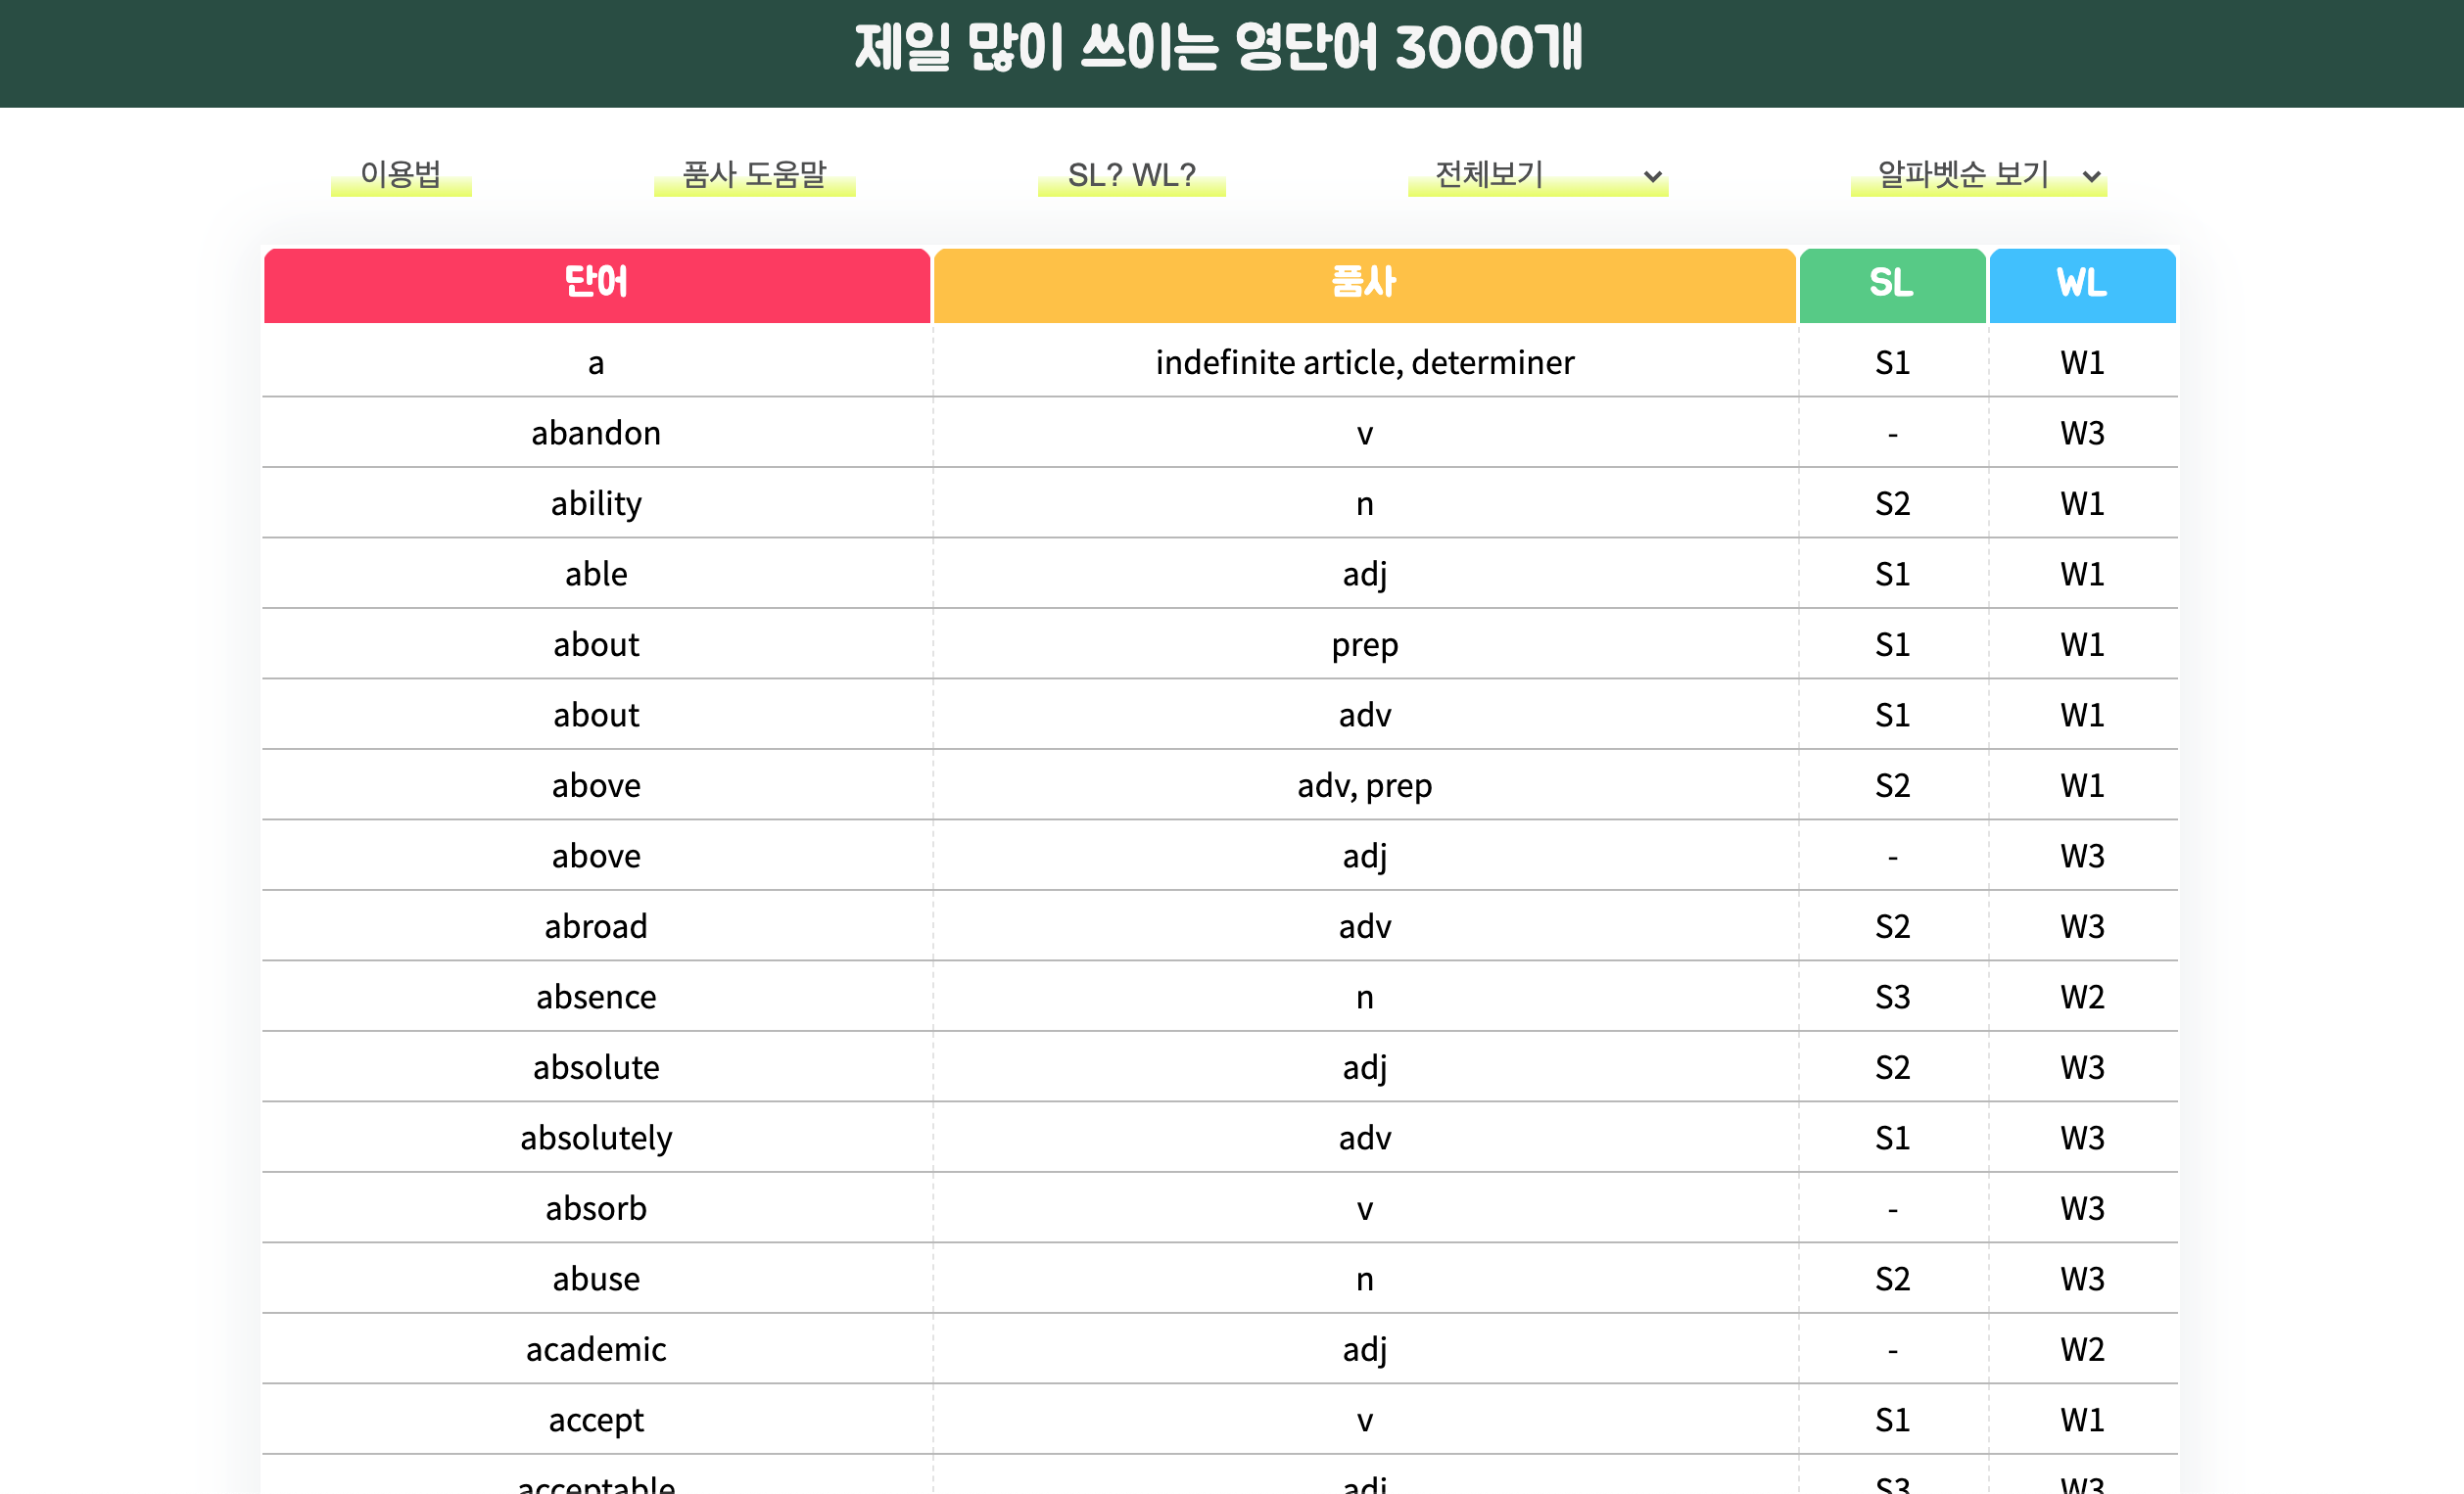 제일 많이 쓰이는 영단어 3000개
이용법 품사 도움말 SL? WL? 전체보기 알파벳순 보기
단어 품사 SL WL
a indefinite article, determiner S1 W1
abandon v - W3
ability n S2 W1
able adj S1 W1
about prep S1 W1
about adv S1 W1
above adv, prep S2 W1
above adj - W3
abroad adv S2 W3
absence n S3 W2
absolute adj S2 W3
absolutely adv S1 W3
absorb v - W3
abuse n S2 W3
academic adj - W2
accept v S1 W1
acceptable adj S3 W3